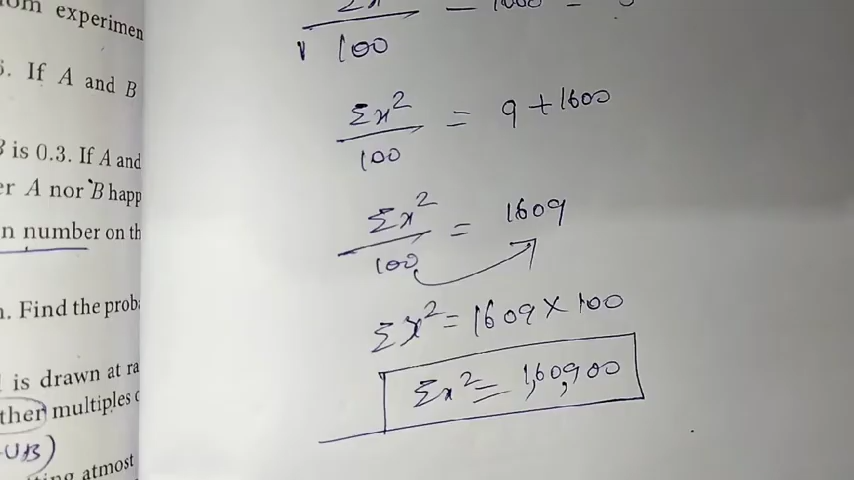 experimen
If A and B
100
Σx²/100 = 9 + 1600
B is 0.3. If A and
er A nor B happ
n number on th
Σx²/100 = 1609
n. Find the prob
Σx² = 1609 × 100
is drawn at ra
ther multiples o
Σx² = 1,60,900
UB)
ting atmost